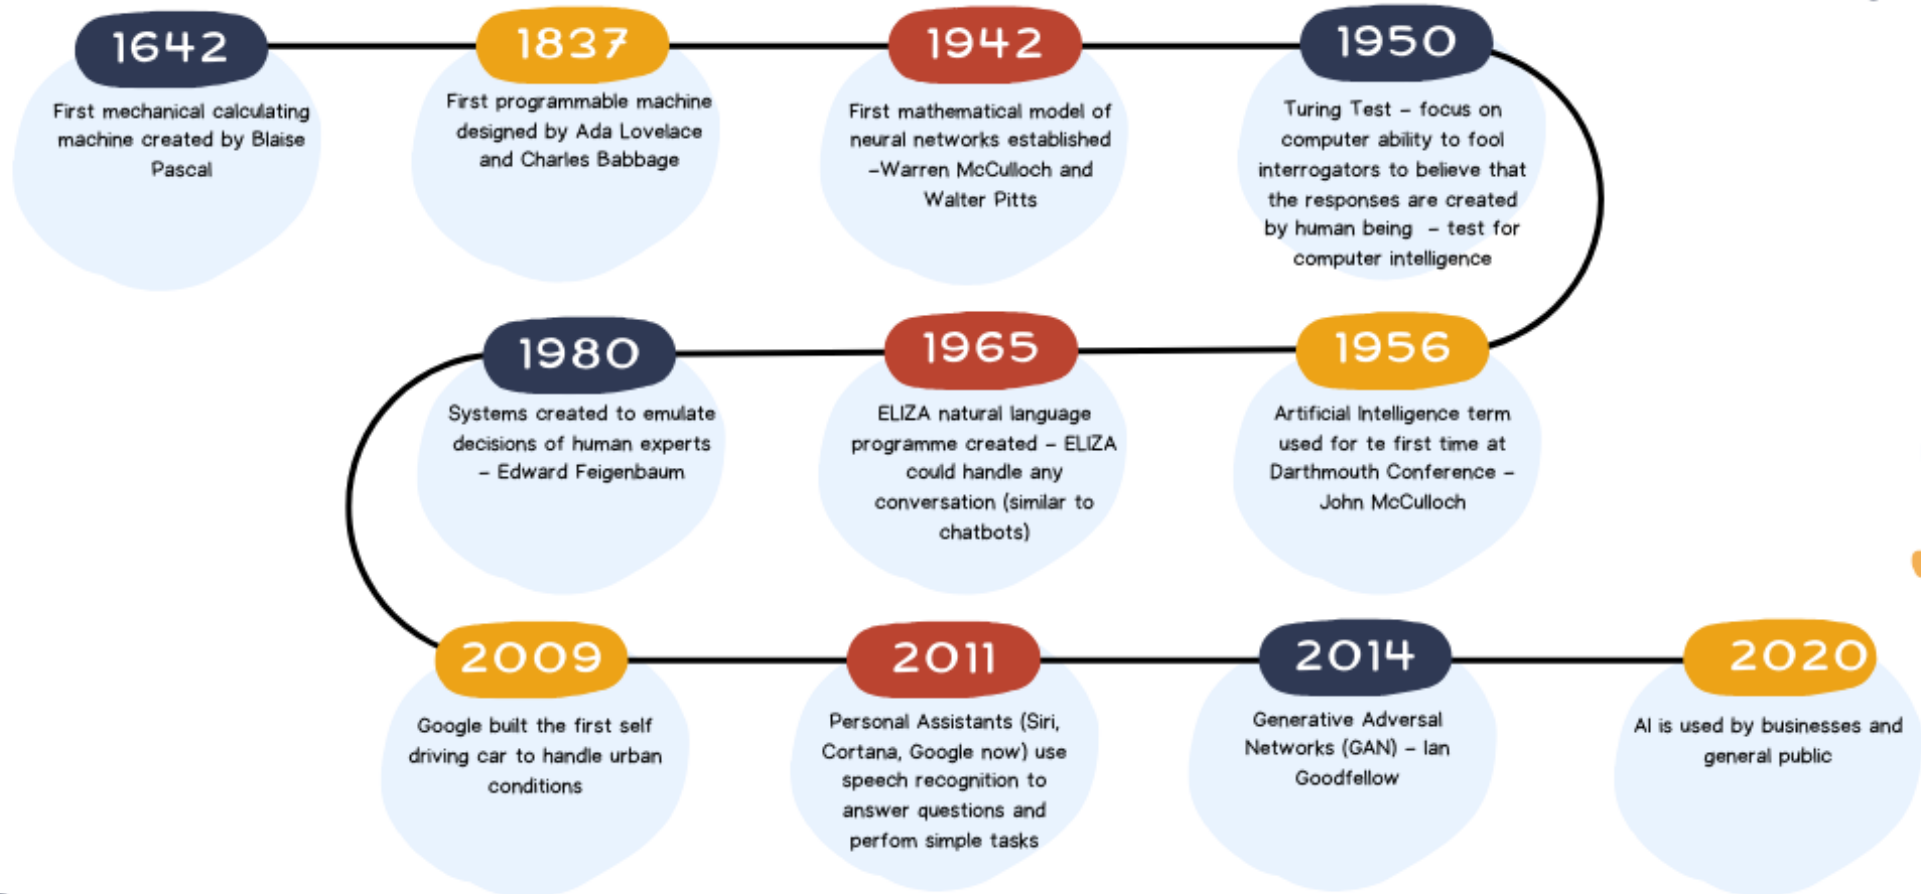 1642
First mechanical calculating
machine created by Blaise
Pascal
1837
First programmable machine
designed by Ada Lovelace
and Charles Babbage
1942
First mathematical model of
neural networks established
-Warren McCulloch and
Walter Pitts
1950
Turing Test - focus on
computer ability to fool
interrogators to believe that
the responses are created
by human being - test for
computer intelligence
1956
Artificial Intelligence term
used for te first time at
Darthmouth Conference -
John McCulloch
1965
ELIZA natural language
programme created - ELIZA
could handle any
conversation (similar to
chatbots)
1980
Systems created to emulate
decisions of human experts
- Edward Feigenbaum
2009
Google built the first self
driving car to handle urban
conditions
2011
Personal Assistants (Siri,
Cortana, Google now) use
speech recognition to
answer questions and
perfom simple tasks
2014
Generative Adversal
Networks (GAN) - Ian
Goodfellow
2020
AI is used by businesses and
general public